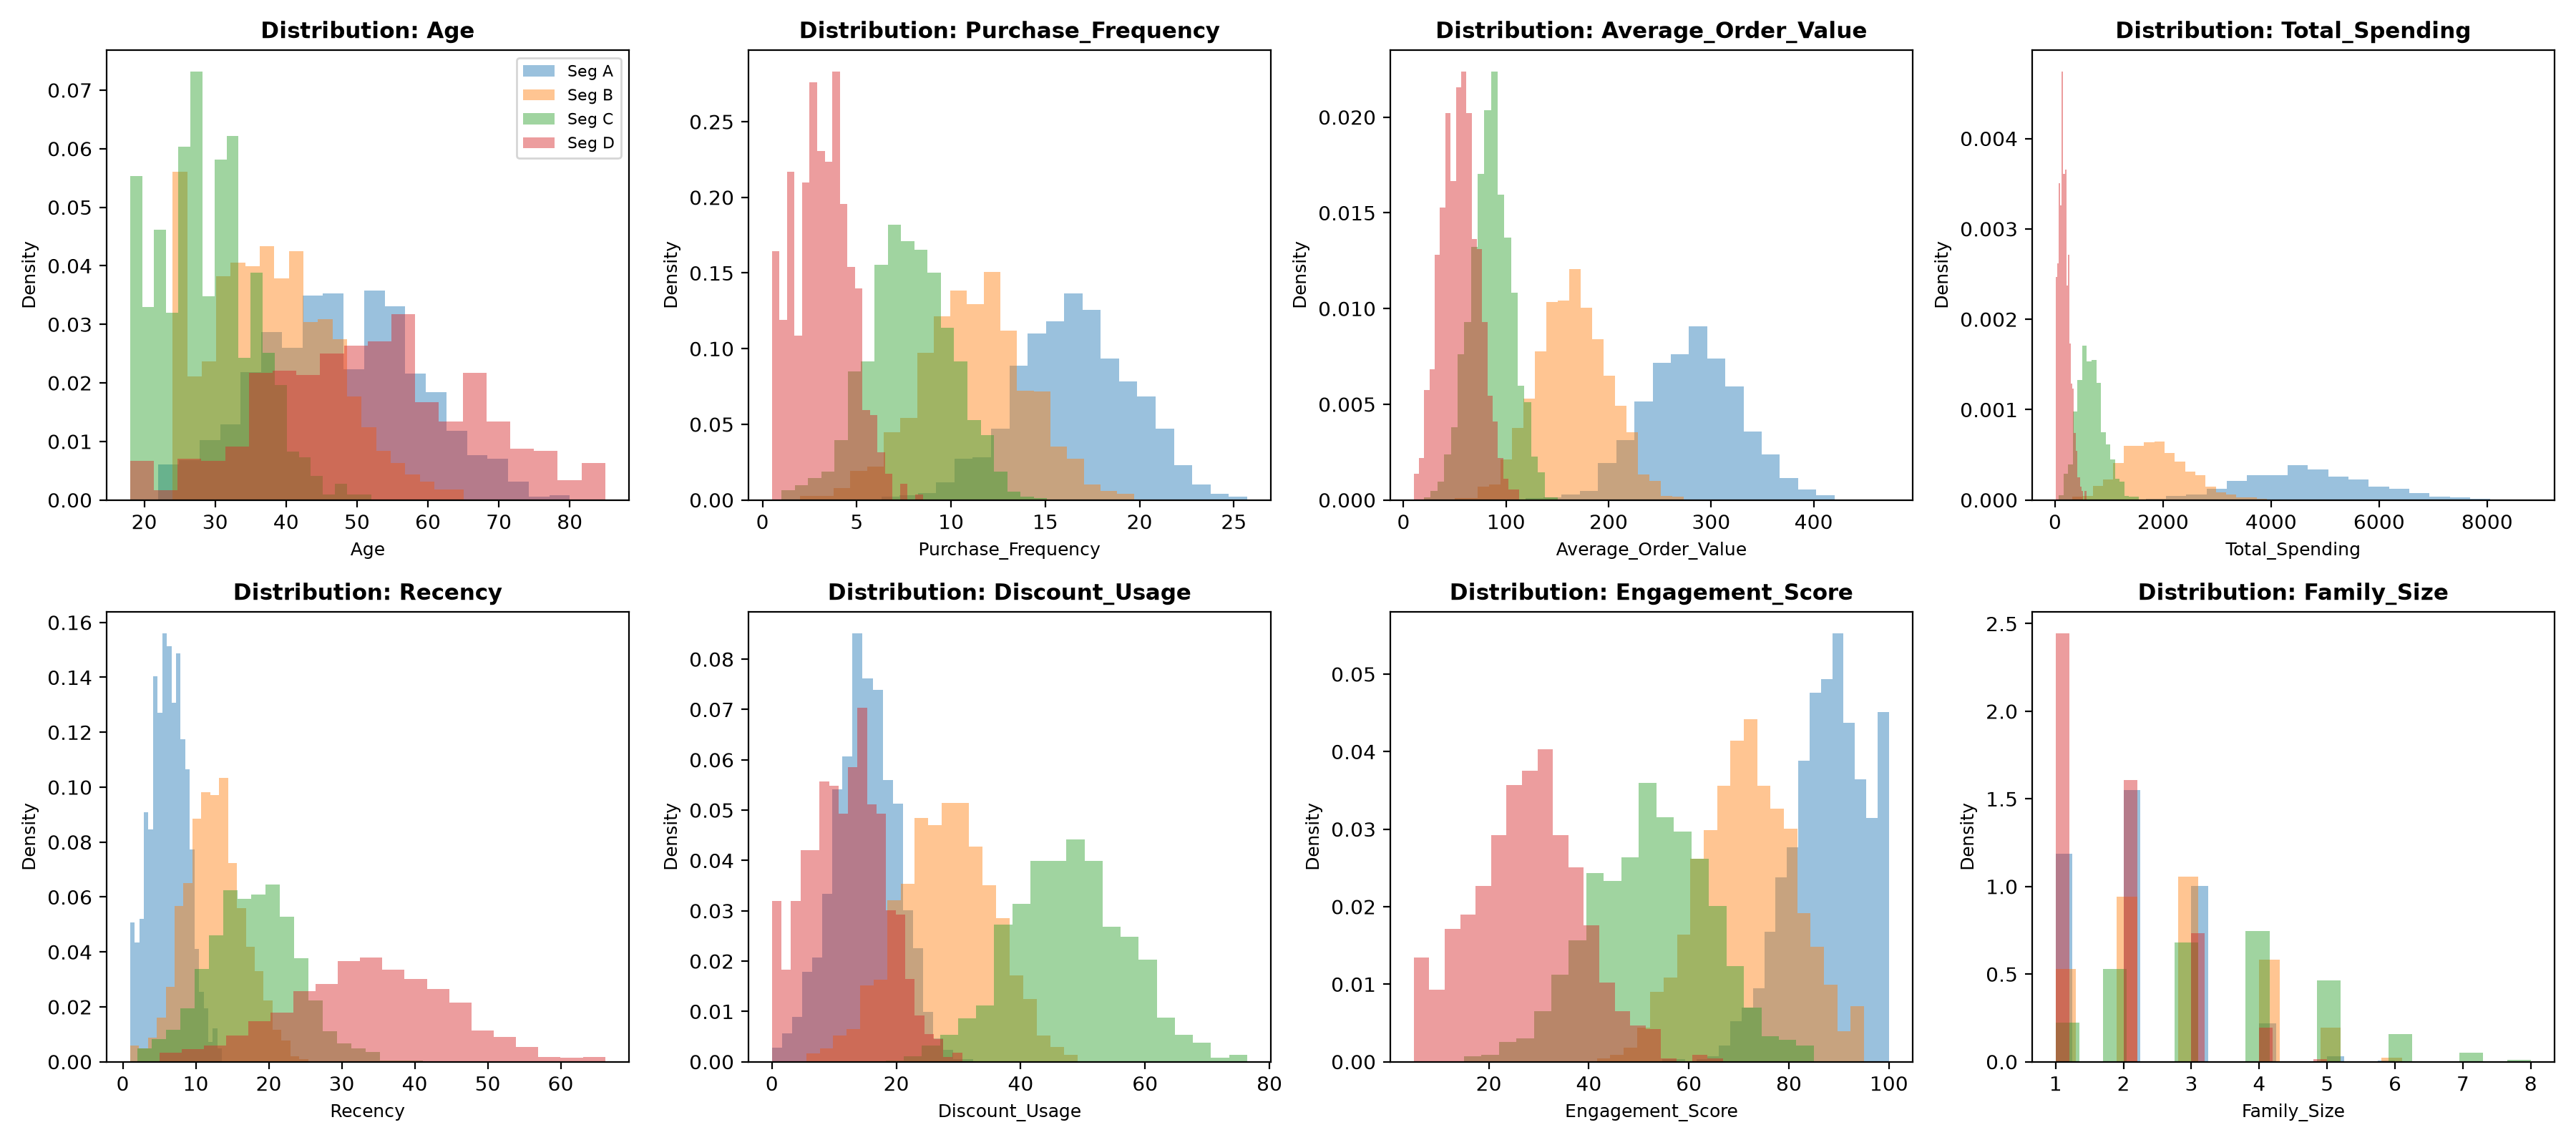 Distribution: Age
0.07
0.06
0.05
0.04
0.03
0.02
0.01
0.00
Density
20 30 40 50 60 70 80
Age
Seg A
Seg B
Seg C
Seg D
Distribution: Purchase_Frequency
0.25
0.20
0.15
0.10
0.05
0.00
Density
0 5 10 15 20 25
Purchase_Frequency
Distribution: Average_Order_Value
0.020
0.015
0.010
0.005
0.000
Density
0 100 200 300 400
Average_Order_Value
Distribution: Total_Spending
0.004
0.003
0.002
0.001
0.000
Density
0 2000 4000 6000 8000
Total_Spending
Distribution: Recency
0.16
0.14
0.12
0.10
0.08
0.06
0.04
0.02
0.00
Density
0 10 20 30 40 50 60
Recency
Distribution: Discount_Usage
0.08
0.07
0.06
0.05
0.04
0.03
0.02
0.01
0.00
Density
0 20 40 60 80
Discount_Usage
Distribution: Engagement_Score
0.05
0.04
0.03
0.02
0.01
0.00
Density
20 40 60 80 100
Engagement_Score
Distribution: Family_Size
2.5
2.0
1.5
1.0
0.5
0.0
Density
1 2 3 4 5 6 7 8
Family_Size